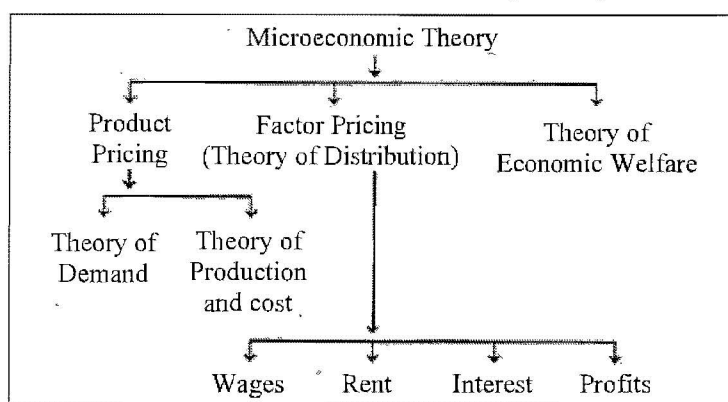 Microeconomic Theory
Product
Pricing
Factor Pricing
(Theory of Distribution)
Theory of
Economic Welfare
Theory of
Demand
Theory of
Production
and cost
Wages Rent Interest Profits